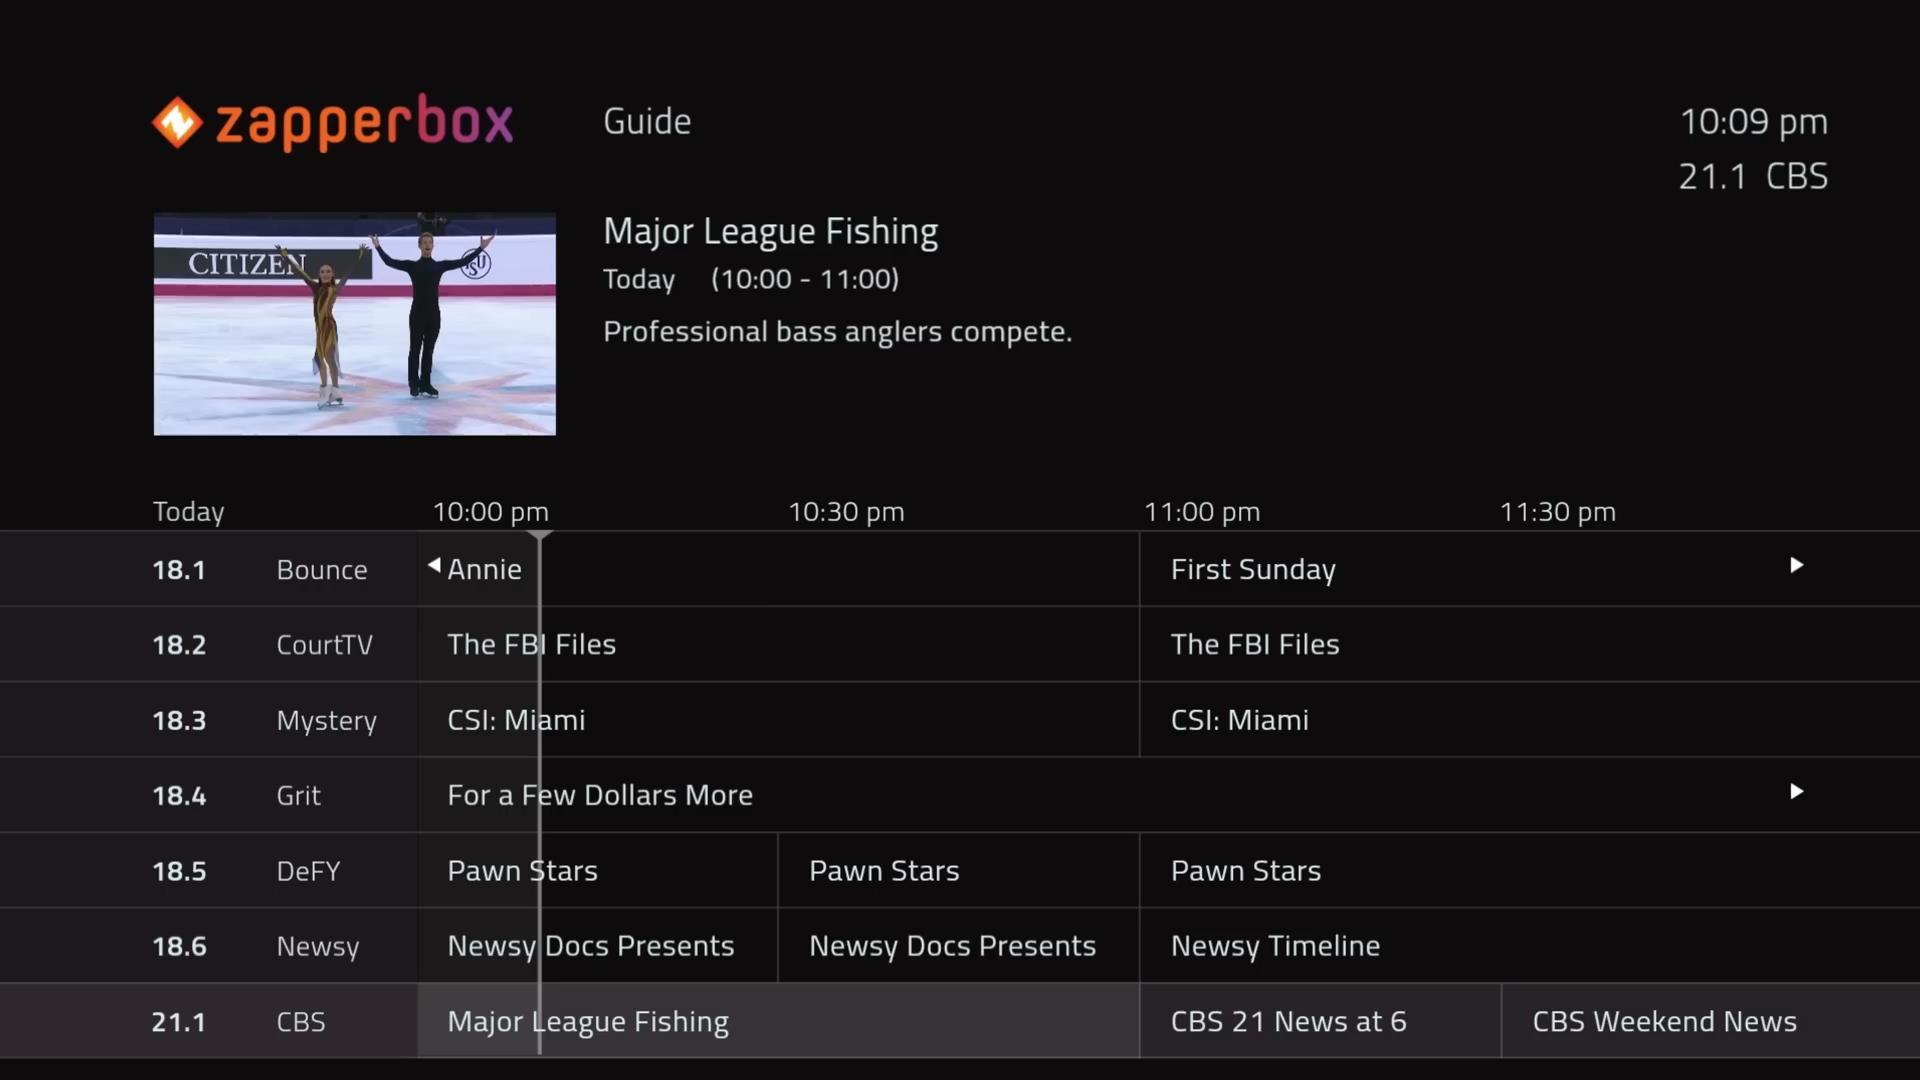 zapperbox
Guide
10:09 pm
21.1 CBS
CITIZEN
ISU
Major League Fishing
Today (10:00 - 11:00)
Professional bass anglers compete.
Today 10:00 pm 10:30 pm 11:00 pm 11:30 pm
18.1 Bounce Annie First Sunday
18.2 CourtTV The FBI Files The FBI Files
18.3 Mystery CSI: Miami CSI: Miami
18.4 Grit For a Few Dollars More
18.5 DeFY Pawn Stars Pawn Stars Pawn Stars
18.6 Newsy Newsy Docs Presents Newsy Docs Presents Newsy Timeline
21.1 CBS Major League Fishing CBS 21 News at 6 CBS Weekend News